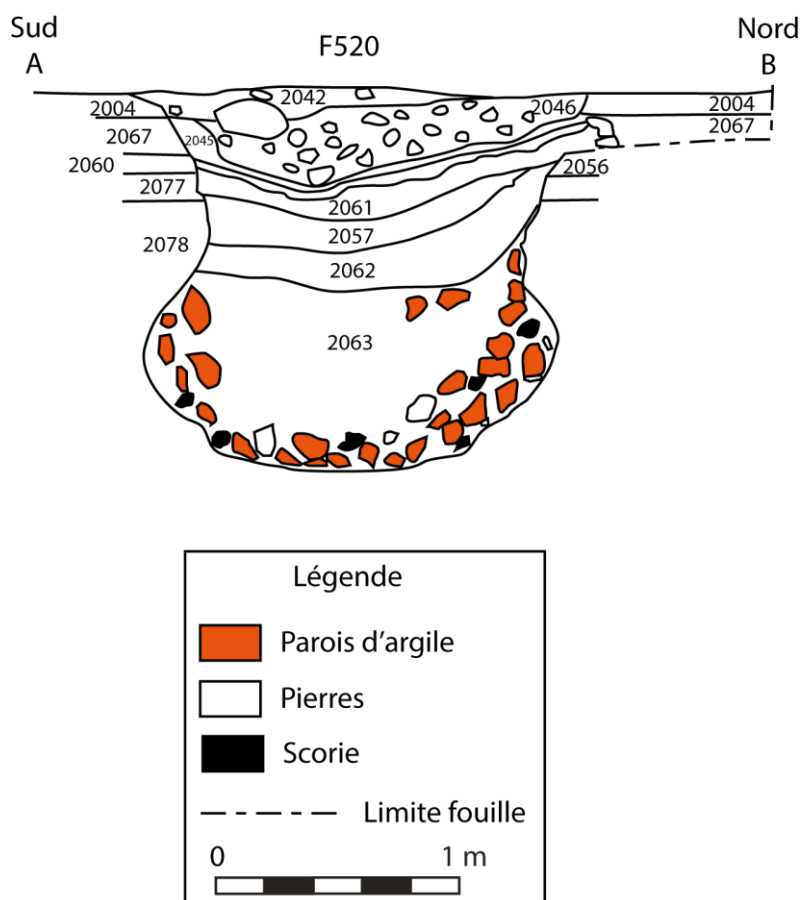 Sud
Nord
F520
A
B
2042
2046
2004
2004
2067
2045
2067
2060
2056
2077
2061
2057
2078
2062
2063
Légende
Parois d'argile
Pierres
Scorie
Limite fouille
0
1 m